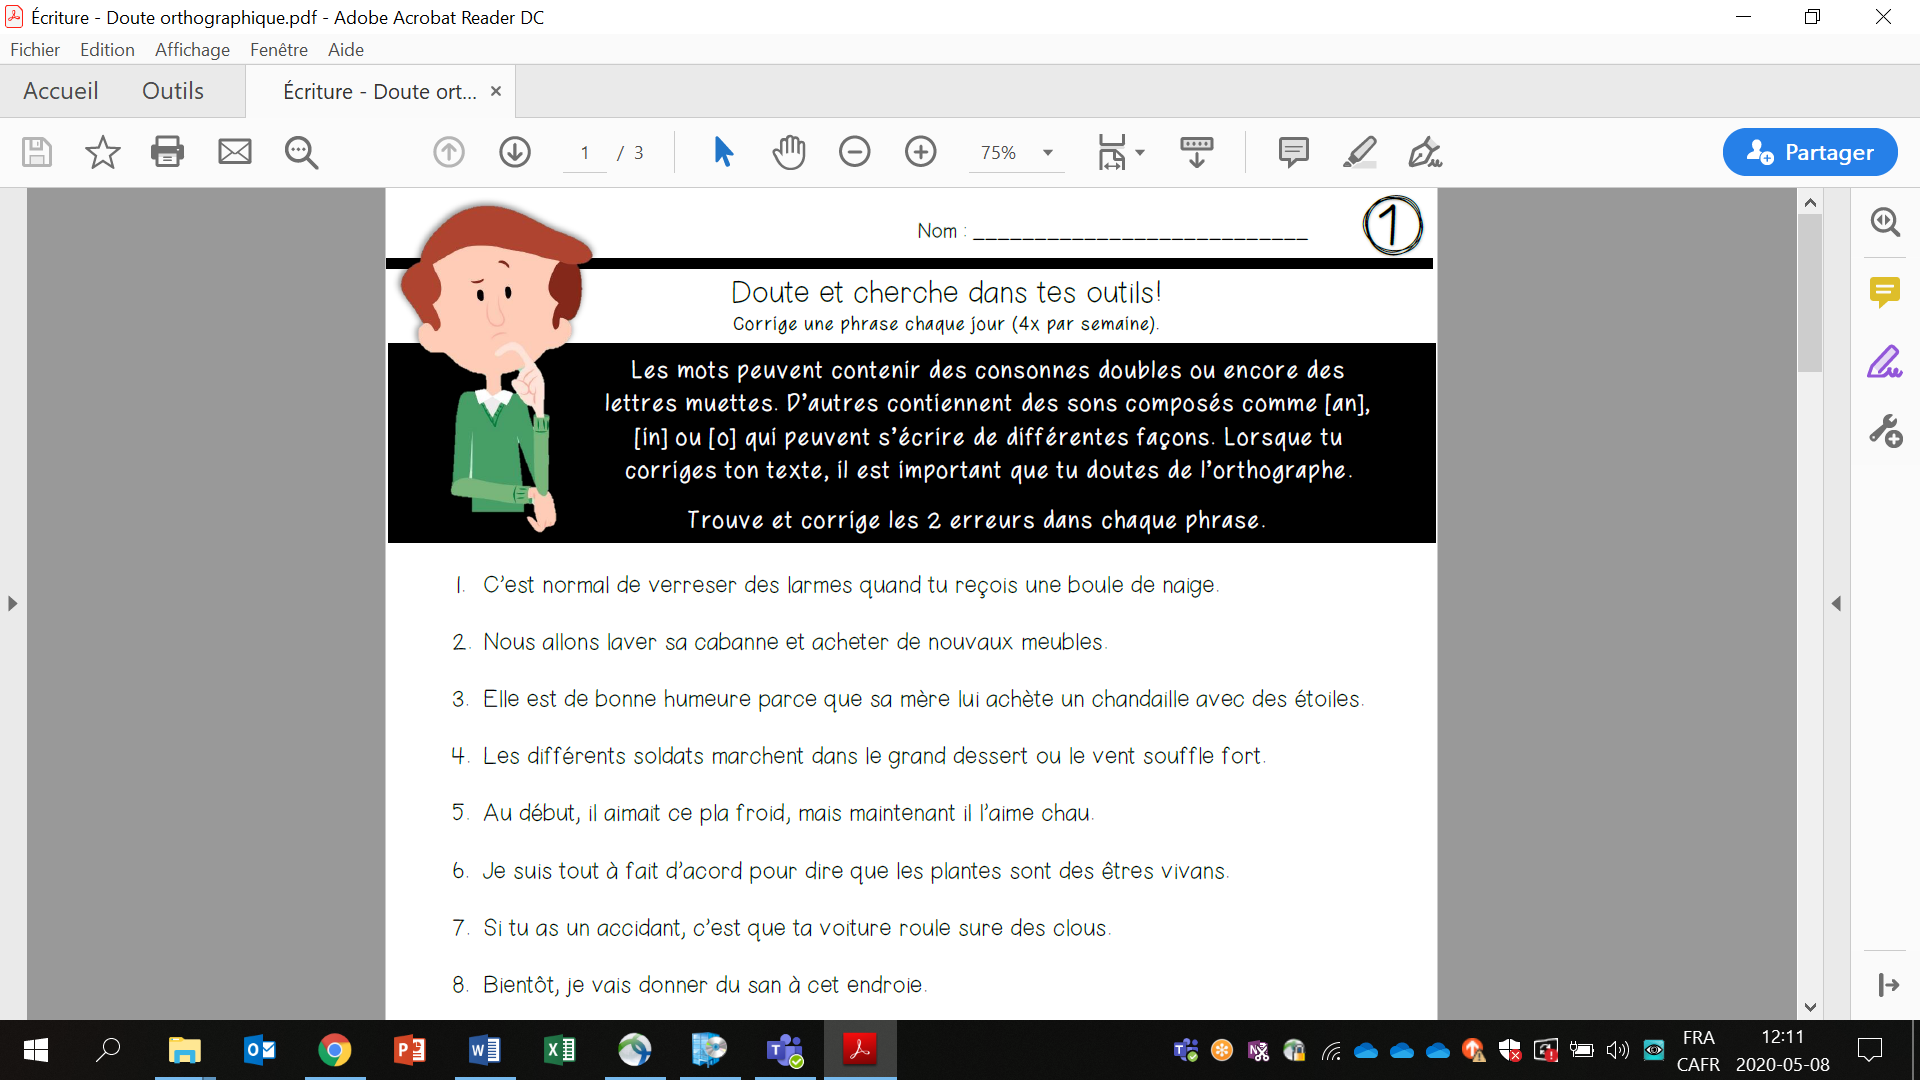 Écriture - Doute orthographique.pdf - Adobe Acrobat Reader DC
Fichier Edition Affichage Fenêtre Aide
Accueil Outils Écriture - Doute ort... ×
1 / 3 75% Partager
Nom : ____________________________ 1
Doute et cherche dans tes outils!
Corrige une phrase chaque jour (4x par semaine).
Les mots peuvent contenir des consonnes doubles ou encore des
lettres muettes. D’autres contiennent des sons composés comme [an],
[in] ou [o] qui peuvent s’écrire de différentes façons. Lorsque tu
corriges ton texte, il est important que tu doutes de l’orthographe.
Trouve et corrige les 2 erreurs dans chaque phrase.
1. C’est normal de verreser des larmes quand tu reçois une boule de naige.
2. Nous allons laver sa cabanne et acheter de nouvaux meubles.
3. Elle est de bonne humeure parce que sa mère lui achète un chandaille avec des étoiles.
4. Les différents soldats marchent dans le grand dessert ou le vent souffle fort.
5. Au début, il aimait ce pla froid, mais maintenant il l’aime chau.
6. Je suis tout à fait d’acord pour dire que les plantes sont des êtres vivans.
7. Si tu as un accidant, c’est que ta voiture roule sure des clous.
8. Bientôt, je vais donner du san à cet endroie.
FRA 12:11
CAFR 2020-05-08